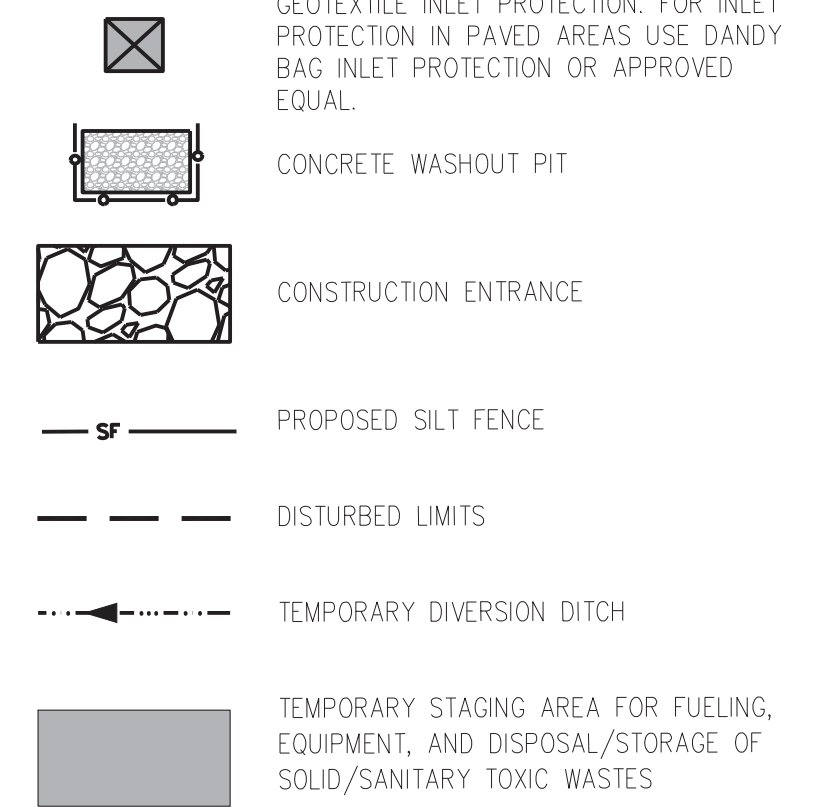 GEOTEXTILE INLET PROTECTION. FOR INLET
PROTECTION IN PAVED AREAS USE DANDY
BAG INLET PROTECTION OR APPROVED
EQUAL.
CONCRETE WASHOUT PIT
CONSTRUCTION ENTRANCE
SF PROPOSED SILT FENCE
DISTURBED LIMITS
TEMPORARY DIVERSION DITCH
TEMPORARY STAGING AREA FOR FUELING,
EQUIPMENT, AND DISPOSAL/STORAGE OF
SOLID/SANITARY TOXIC WASTES